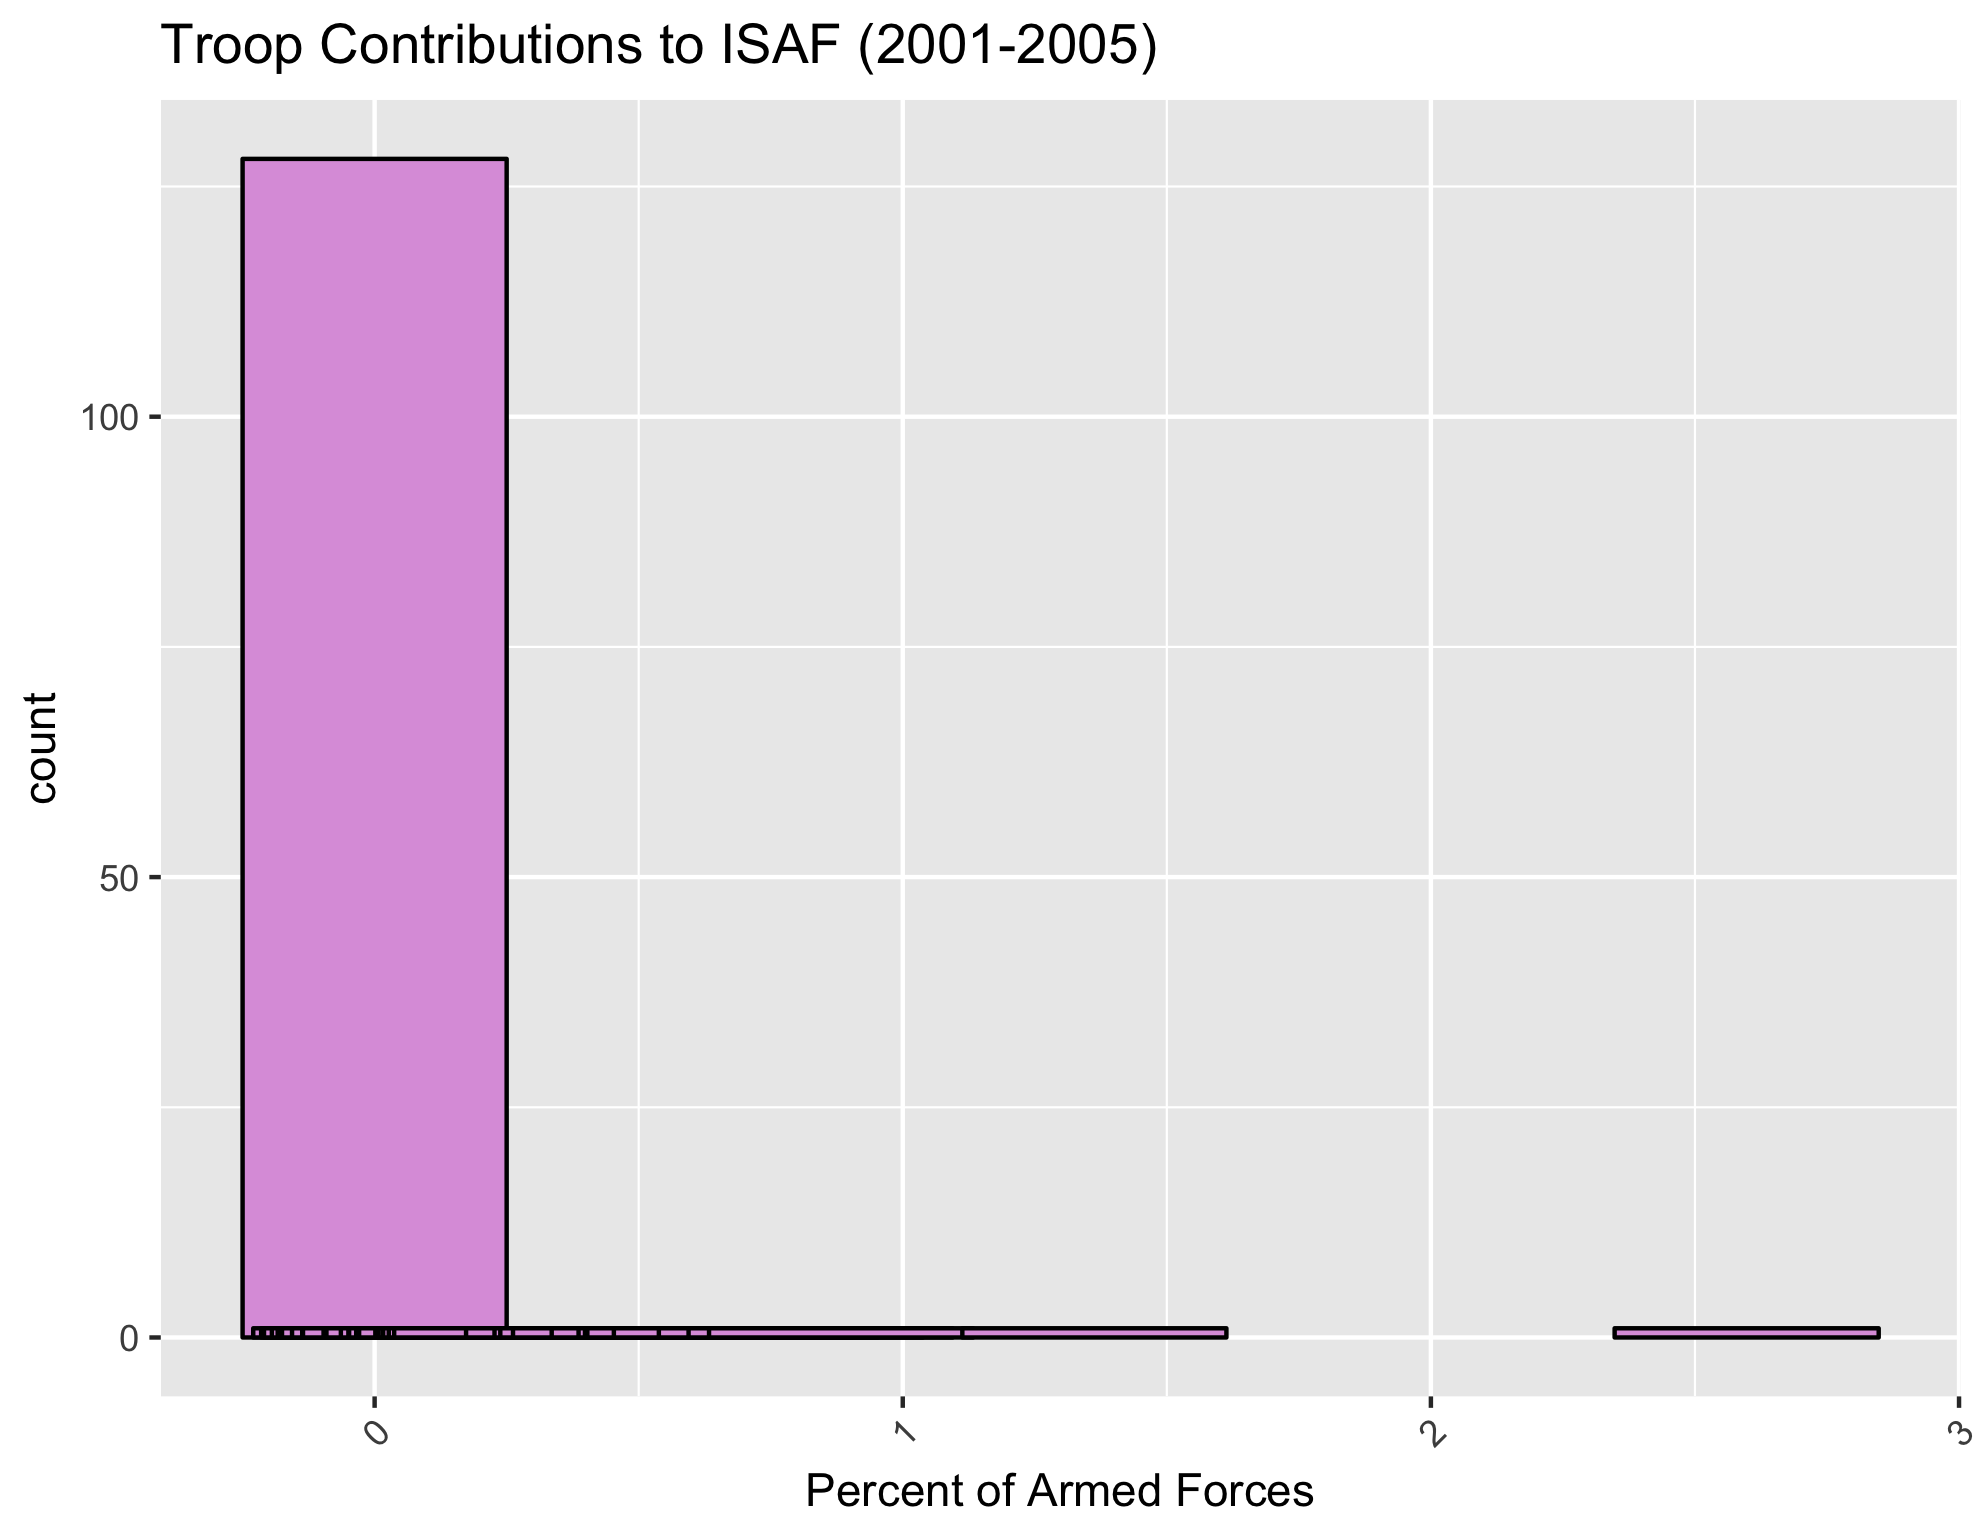 Troop Contributions to ISAF (2001-2005)
count
100
50
0
0
1
2
3
Percent of Armed Forces